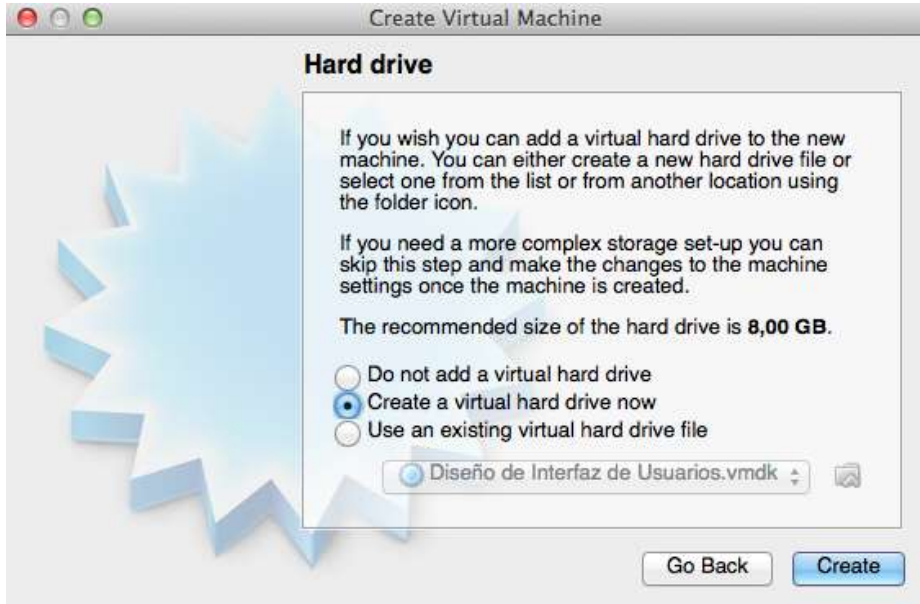 Create Virtual Machine
Hard drive
If you wish you can add a virtual hard drive to the new
machine. You can either create a new hard drive file or
select one from the list or from another location using
the folder icon.
If you need a more complex storage set-up you can
skip this step and make the changes to the machine
settings once the machine is created.
The recommended size of the hard drive is 8,00 GB.
Do not add a virtual hard drive
Create a virtual hard drive now
Use an existing virtual hard drive file
Diseño de Interfaz de Usuarios.vmdk
Go Back Create